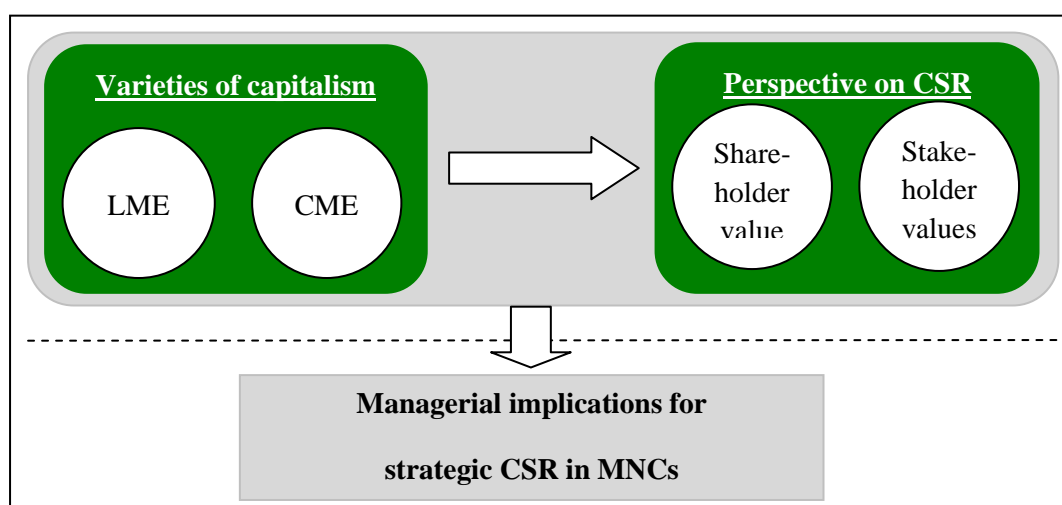 Varieties of capitalism
LME
CME
Perspective on CSR
Share-
holder
value
Stake-
holder
values
Managerial implications for
strategic CSR in MNCs